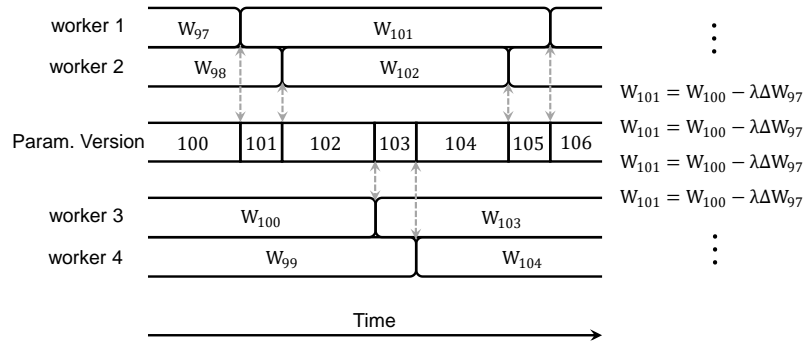 worker 1
W₉₇
W₁₀₁
worker 2
W₉₈
W₁₀₂
Param. Version
100
101
102
103
104
105
106
worker 3
W₁₀₀
W₁₀₃
worker 4
W₉₉
W₁₀₄
Time
⋮
W₁₀₁ = W₁₀₀ − λΔW₉₇
W₁₀₁ = W₁₀₀ − λΔW₉₇
W₁₀₁ = W₁₀₀ − λΔW₉₇
W₁₀₁ = W₁₀₀ − λΔW₉₇
⋮